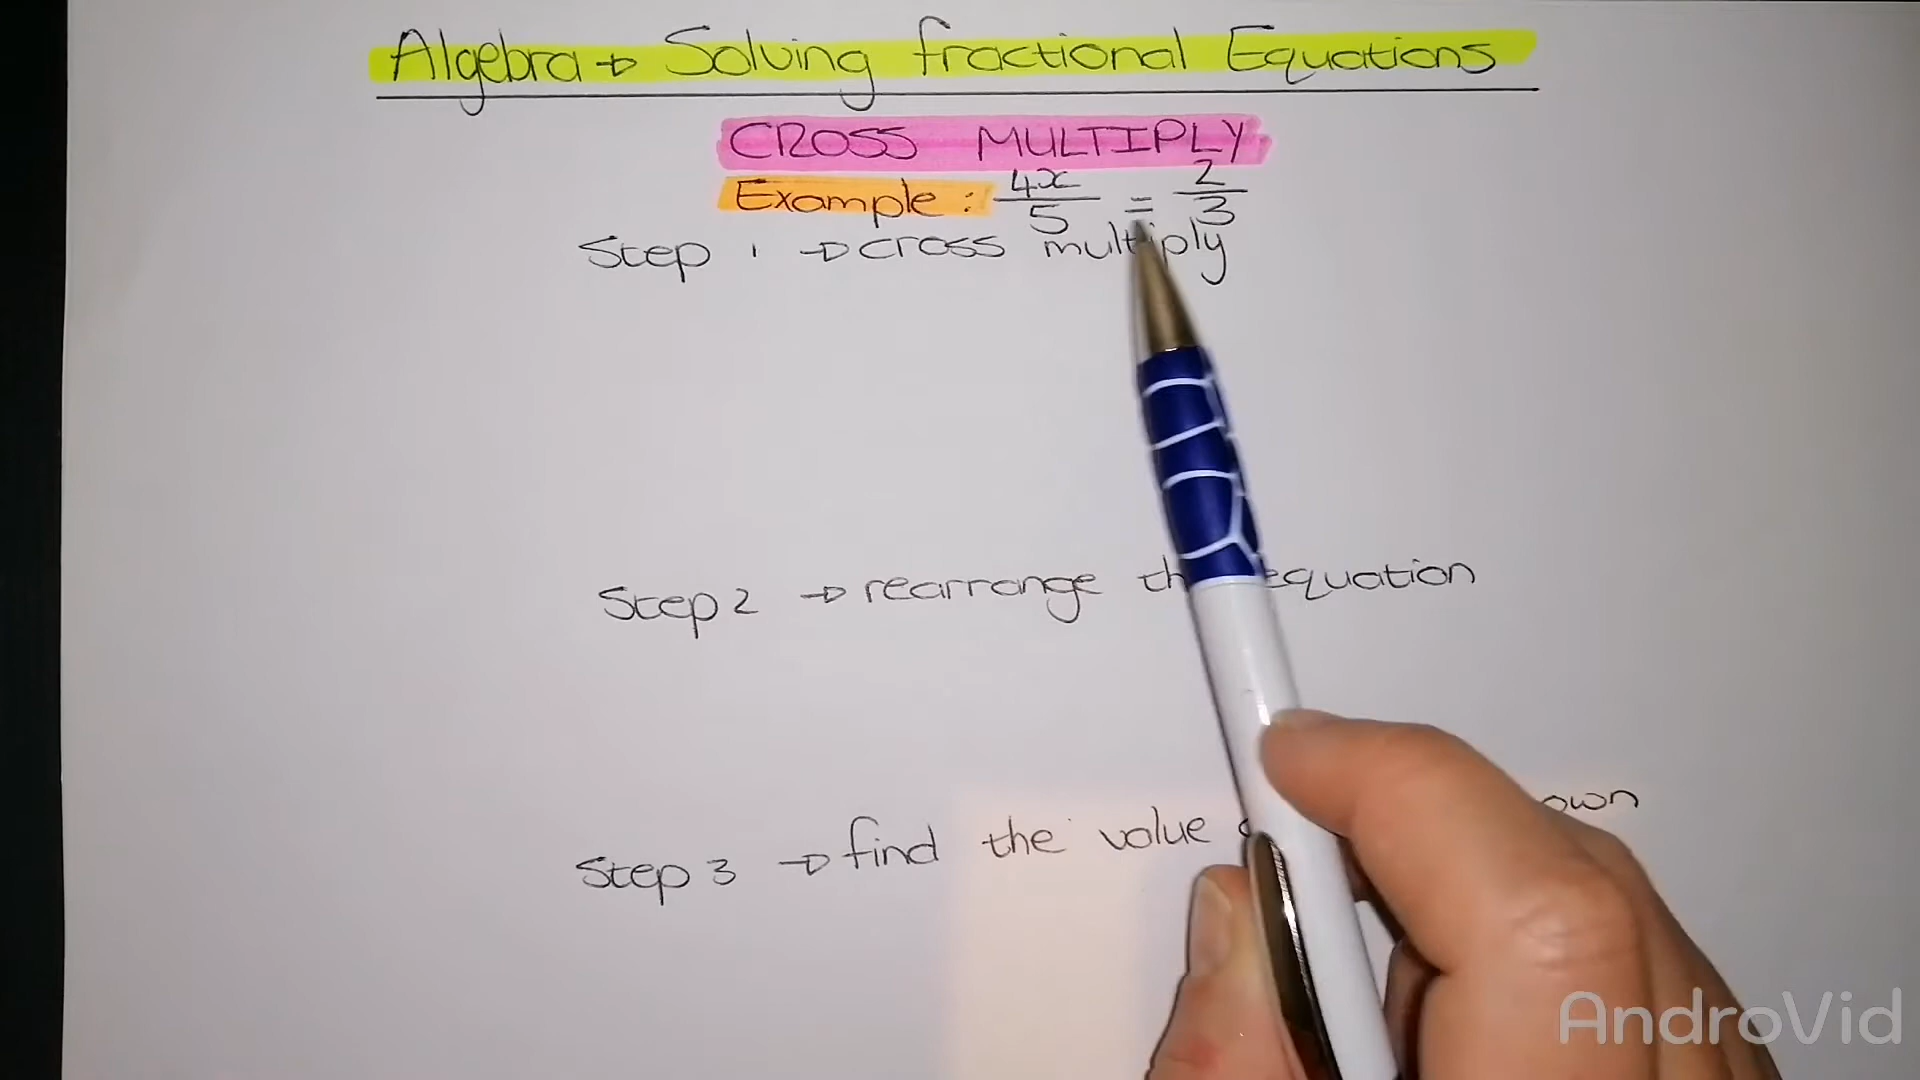 Algebra → Solving fractional Equations
CROSS MULTIPLY
Example: 4x/5 = 2/3
Step 1 → cross multiply
Step 2 → rearrange equation
Step 3 → find the value
AndroVid